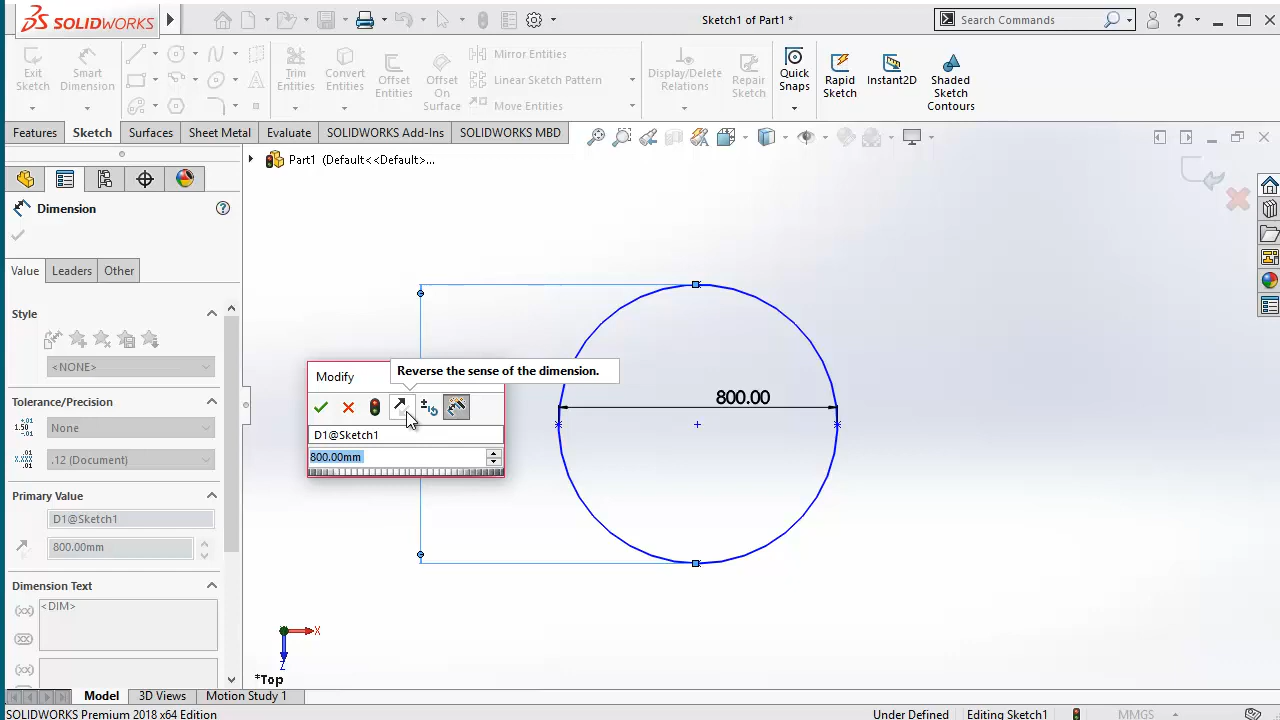 SOLIDWORKS
Sketch1 of Part1 *
Search Commands
Exit Sketch
Smart Dimension
Trim Entities
Convert Entities
Offset Entities
Offset On Surface
Mirror Entities
Linear Sketch Pattern
Move Entities
Display/Delete Relations
Repair Sketch
Quick Snaps
Rapid Sketch
Instant2D
Shaded Sketch Contours
Features
Sketch
Surfaces
Sheet Metal
Evaluate
SOLIDWORKS Add-Ins
SOLIDWORKS MBD
Part1 (Default<<Default>...
Dimension
Value
Leaders
Other
Style
<NONE>
Tolerance/Precision
None
.12 (Document)
Primary Value
D1@Sketch1
800.00mm
Dimension Text
<DIM>
Reverse the sense of the dimension.
Modify
D1@Sketch1
800.00mm
800.00
X
Z
*Top
Model
3D Views
Motion Study 1
SOLIDWORKS Premium 2018 x64 Edition
Under Defined
Editing Sketch1
MMGS